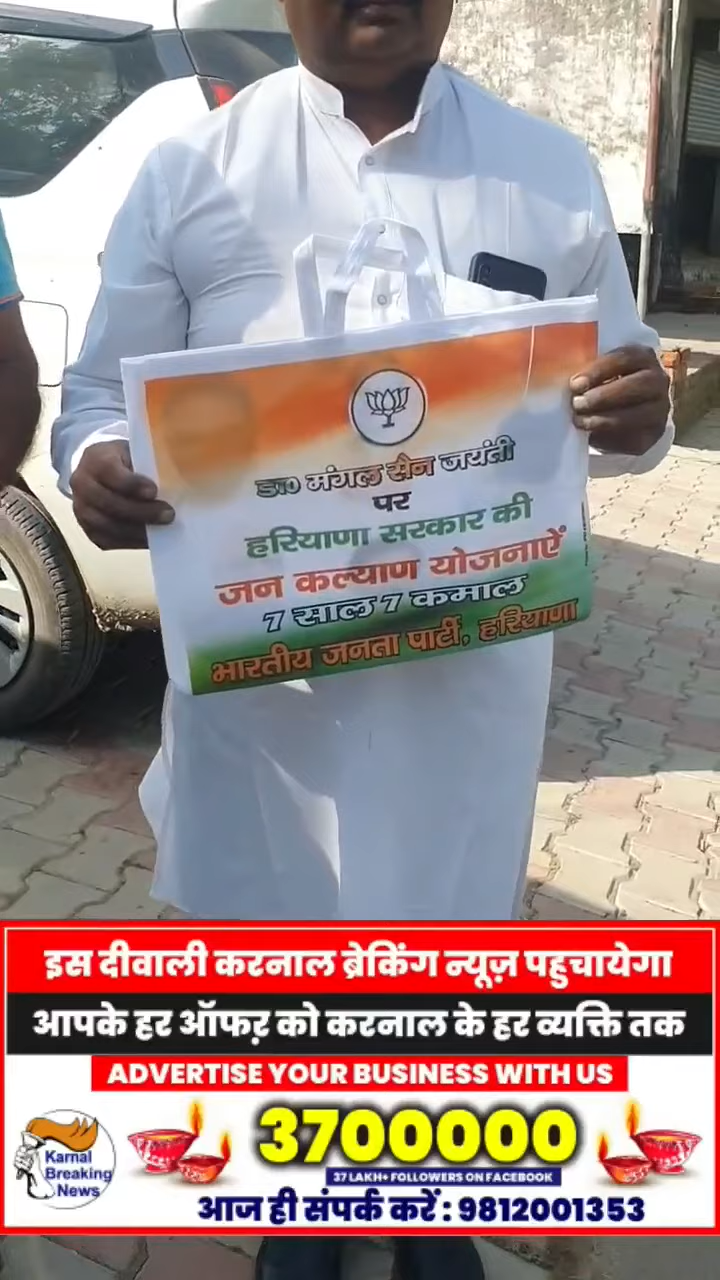 डा0 मंगल सैन जयंती
पर
हरियाणा सरकार की
जन कल्याण योजनाऐं
7 साल 7 कमाल
भारतीय जनता पार्टी, हरियाणा
इस दीवाली करनाल ब्रेकिंग न्यूज़ पहुचायेगा
आपके हर ऑफर को करनाल के हर व्यक्ति तक
ADVERTISE YOUR BUSINESS WITH US
Karnal
Breaking
News
3700000
37 LAKH+ FOLLOWERS ON FACEBOOK
आज ही संपर्क करें : 9812001353